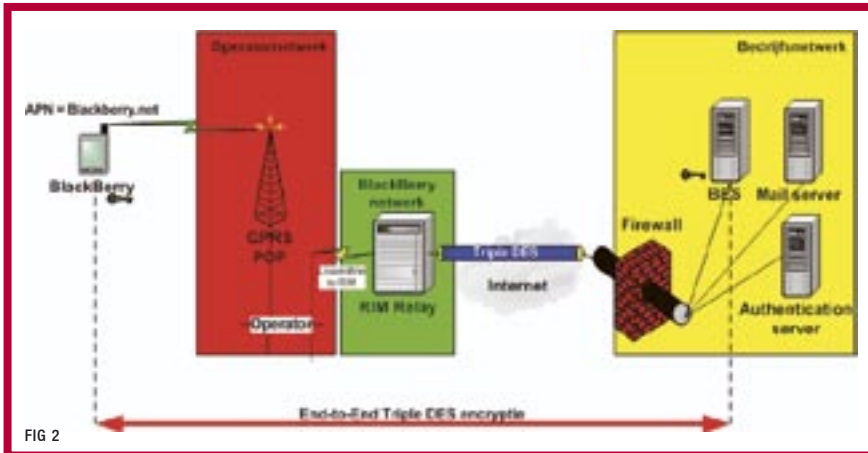 Operatornetwerk
Bedrijfsnetwerk
APN = Blackberry.net
BlackBerry
GPRS
POP
Operator
BlackBerry
network
RIM Relay
Triple DES
Internet
Firewall
BES
Mail server
Authentication
server
End-to-End Triple DES encryptie
FIG 2